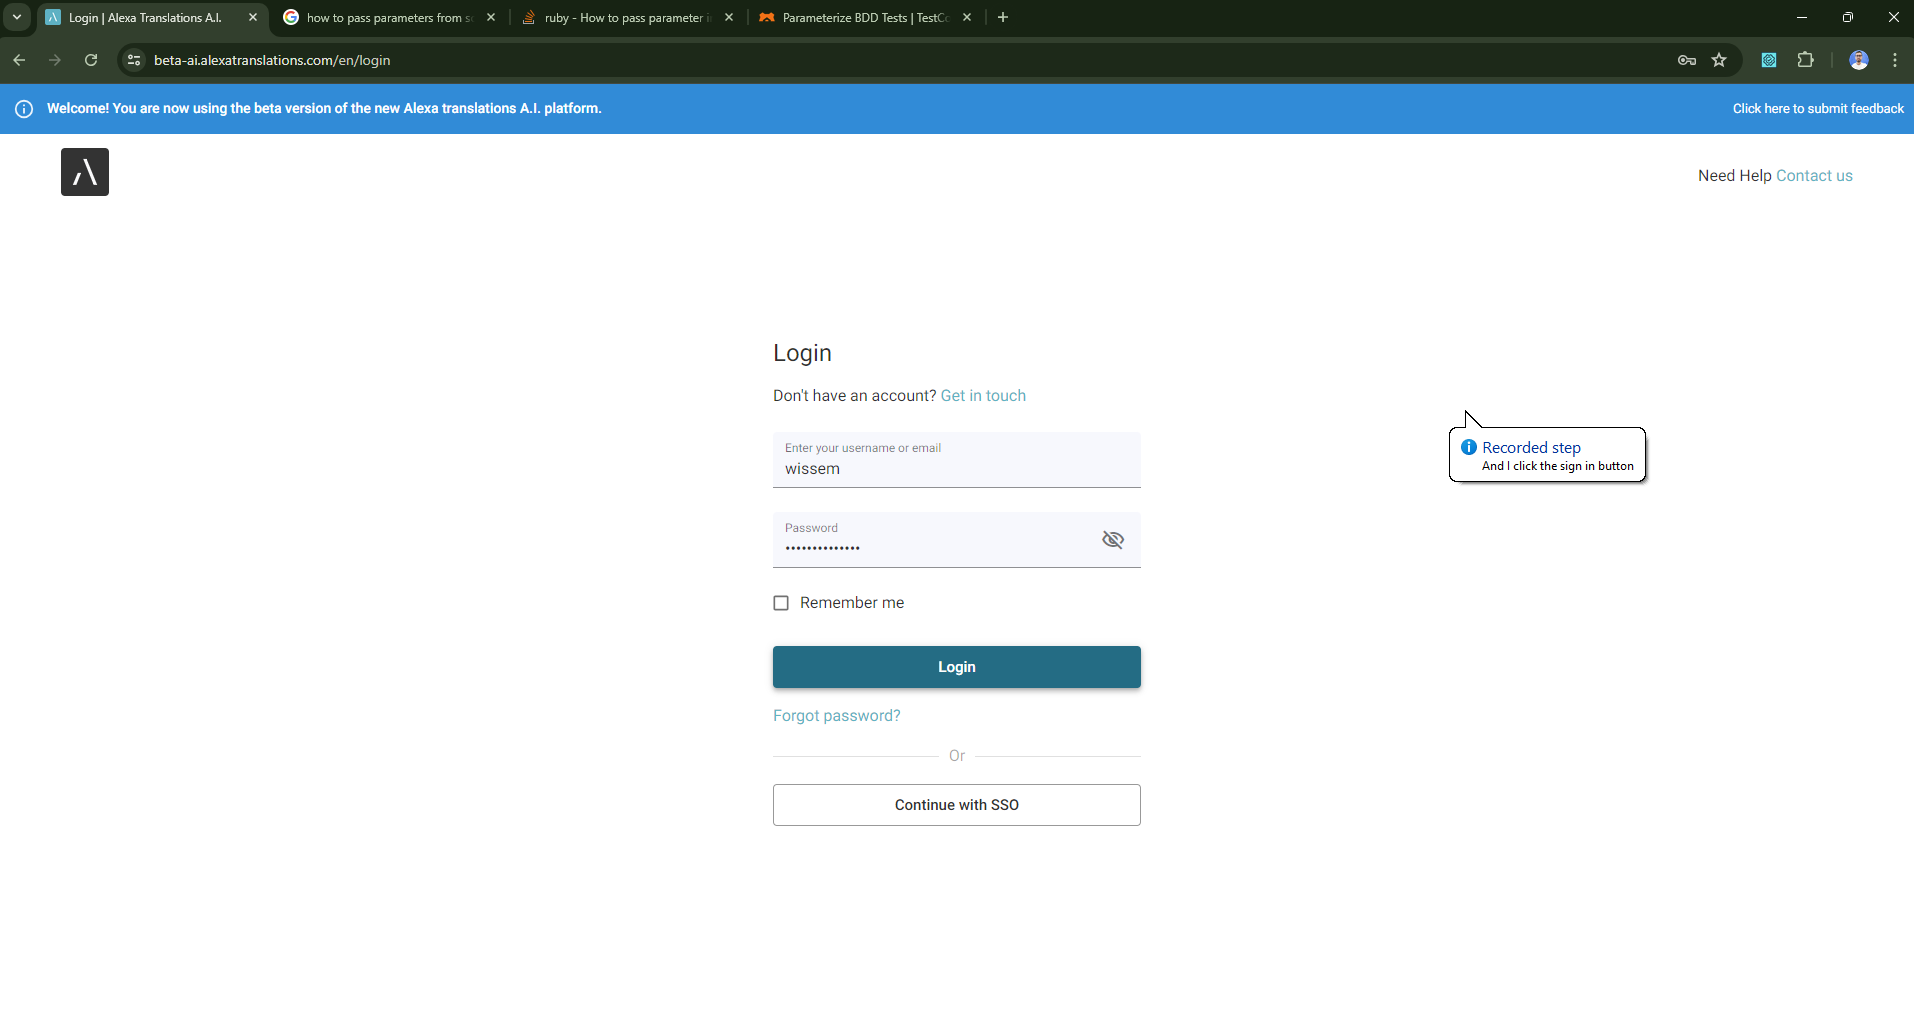 Login | Alexa Translations A.I.
how to pass parameters from sc
ruby - How to pass parameter i
Parameterize BDD Tests | TestCo
beta-ai.alexatranslations.com/en/login
Welcome! You are now using the beta version of the new Alexa translations A.I. platform.
Click here to submit feedback
Need Help Contact us
Login
Don't have an account? Get in touch
Enter your username or email
wissem
Recorded step
And I click the sign in button
Password
••••••••••••••
Remember me
Login
Forgot password?
Or
Continue with SSO